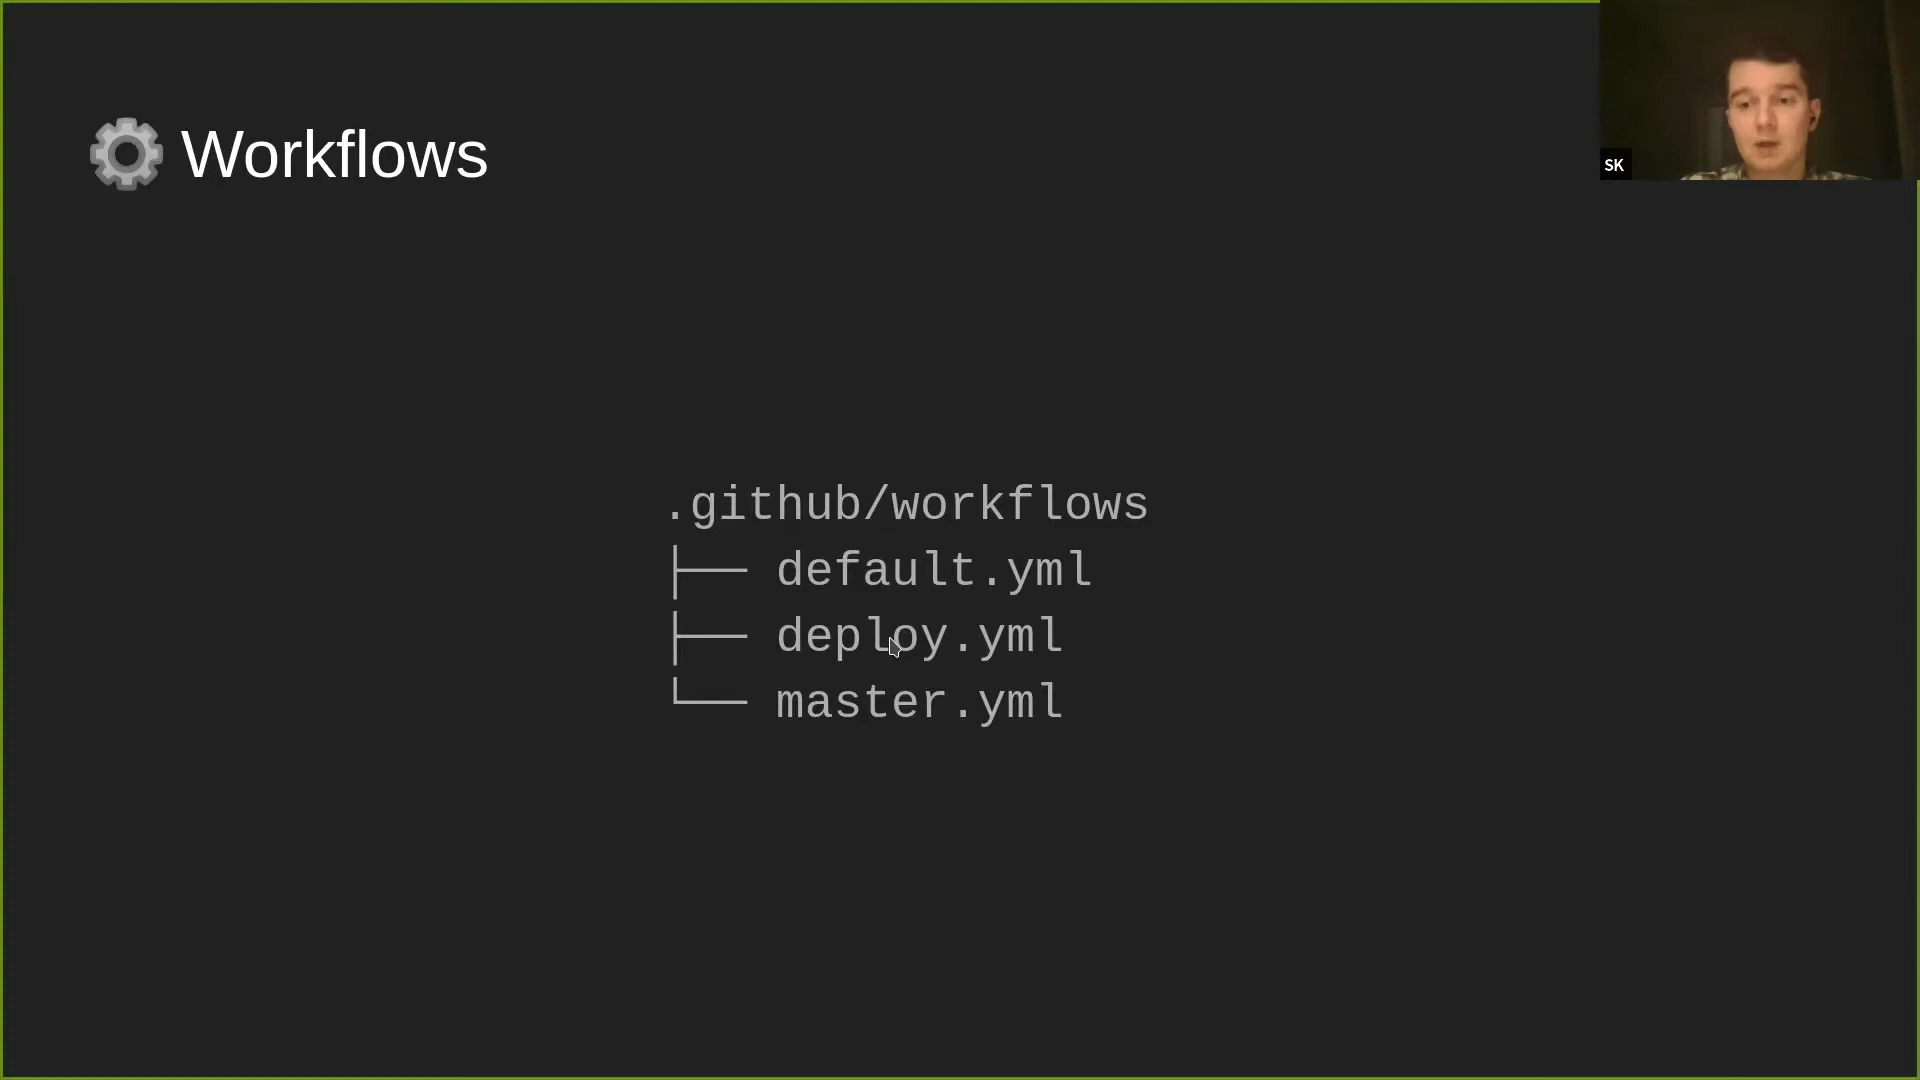 Workflows
SK
.github/workflows
├── default.yml
├── deploy.yml
└── master.yml